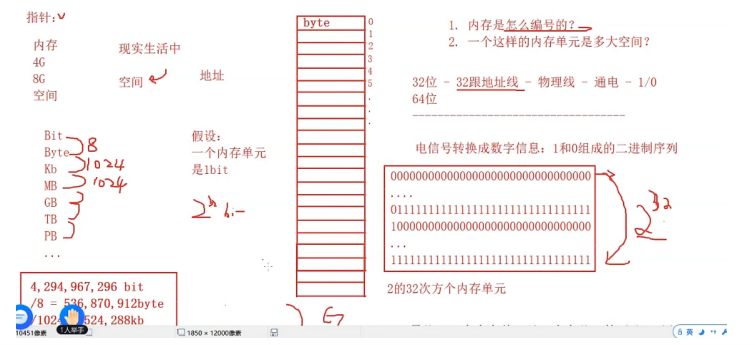 指针:
内存
4G
8G
空间
现实生活中
空间
地址
Bit
Byte
Kb
MB
GB
TB
PB
...
8
1024
1024
假设:
一个内存单元
是1bit
4,294,967,296 bit
/8 = 536,870,912byte
524,288kb
byte
0
1
2
3
4
5
.
.
.
1. 内存是怎么编号的?
2. 一个这样的内存单元是多大空间?
32位 - 32跟地址线 - 物理线 - 通电 - 1/0
64位
----------------------------------
电信号转换成数字信息: 1和0组成的二进制序列
00000000000000000000000000000000
....
01111111111111111111111111111111
10000000000000000000000000000000
...
11111111111111111111111111111111
2的32次方个内存单元
2 32
10451像素
1人举手
1850 × 12000像素
英